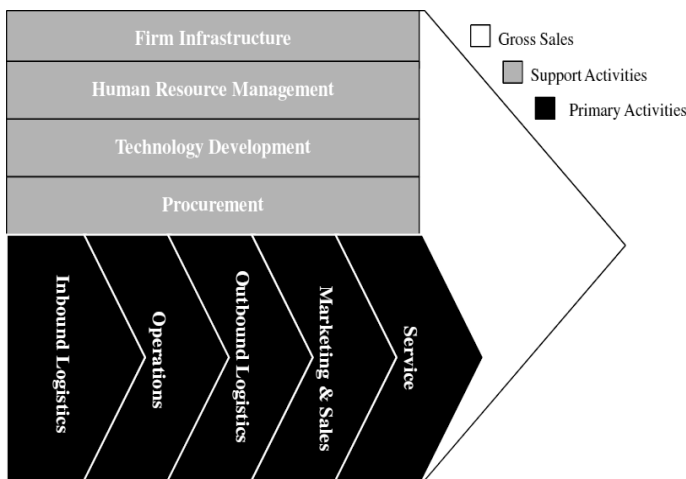 Firm Infrastructure
Human Resource Management
Technology Development
Procurement
Inbound Logistics
Operations
Outbound Logistics
Marketing & Sales
Service
Gross Sales
Support Activities
Primary Activities